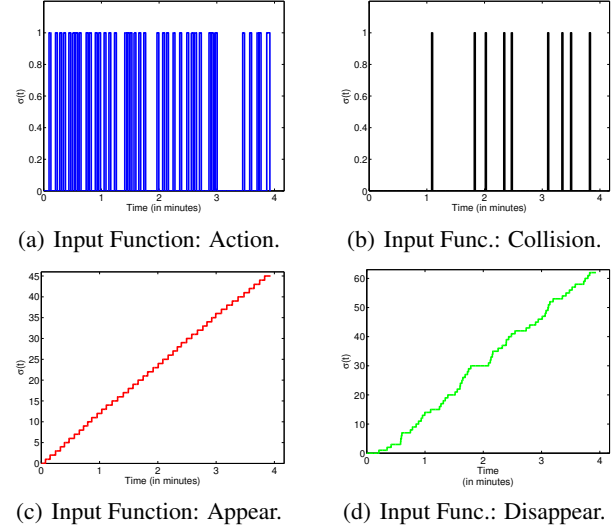 1
0.8
0.6
0.4
0.2
0
σ(t)
0 1 2 3 4
Time (in minutes)
(a) Input Function: Action.
1
0.8
0.6
0.4
0.2
0
σ(t)
0 1 2 3 4
Time (in minutes)
(b) Input Func.: Collision.
45
40
35
30
25
20
15
10
5
0
σ(t)
0 1 2 3 4
Time (in minutes)
(c) Input Function: Appear.
60
50
40
30
20
10
0
σ(t)
0 1 2 3 4
Time
(in minutes)
(d) Input Func.: Disappear.